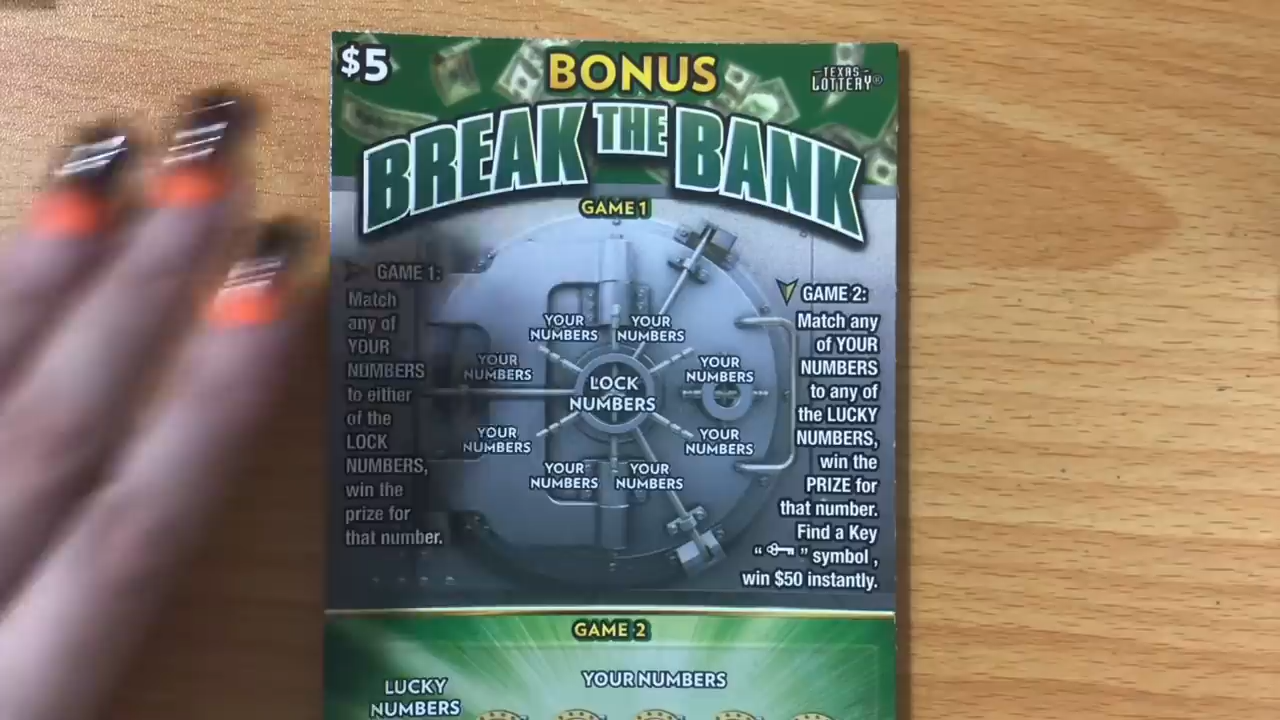 $5
BONUS
TEXAS
LOTTERY®
BREAK THE BANK
GAME 1
GAME 1:
Match
any of
YOUR
NUMBERS
to either
of the
LOCK
NUMBERS,
win the
prize for
that number.
YOUR
NUMBERS
YOUR
NUMBERS
YOUR
NUMBERS
YOUR
NUMBERS
LOCK
NUMBERS
YOUR
NUMBERS
YOUR
NUMBERS
YOUR
NUMBERS
YOUR
NUMBERS
GAME 2:
Match any
of YOUR
NUMBERS
to any of
the LUCKY
NUMBERS,
win the
PRIZE for
that number.
Find a Key
" " symbol,
win $50 instantly.
GAME 2
LUCKY
NUMBERS
YOUR NUMBERS